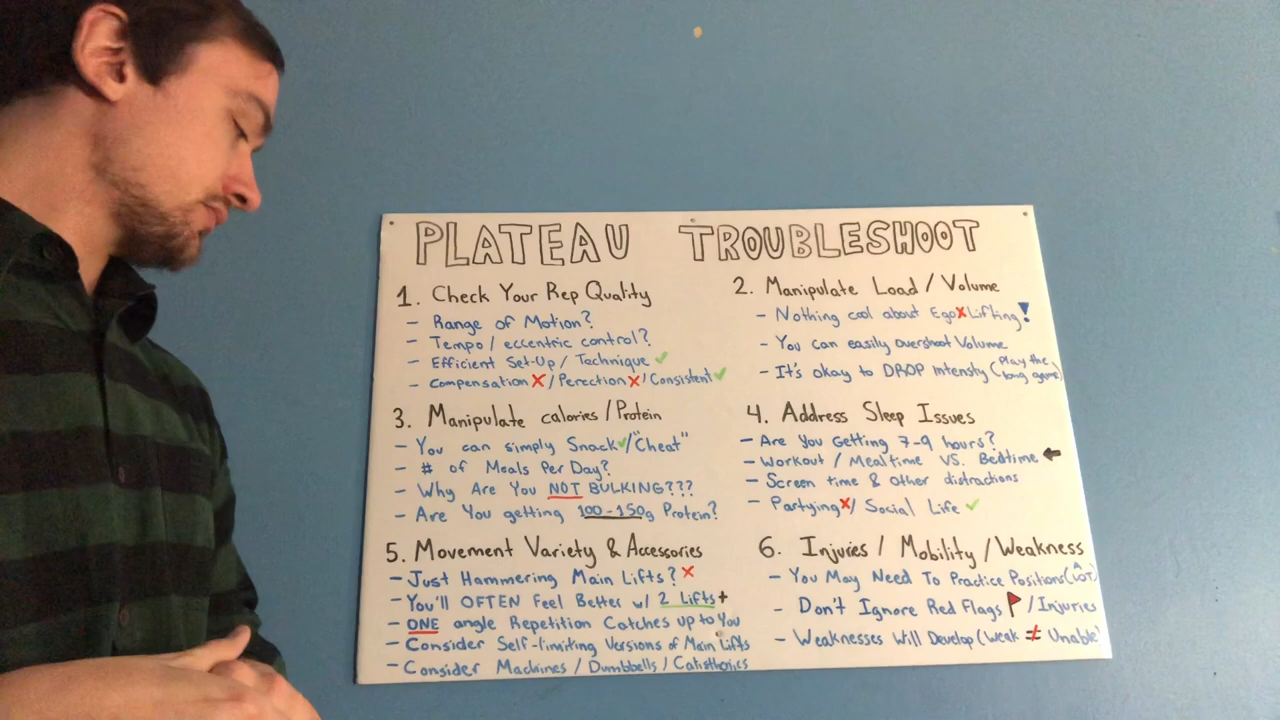 PLATEAU TROUBLESHOOT
1. Check Your Rep Quality
- Range of Motion?
- Tempo / eccentric control?
- Efficient Set-Up / Technique ✓
- Compensation X / Perection X / Consistent ✓
2. Manipulate Load / Volume
- Nothing cool about Ego X Lifting!
- You can easily overshoot Volume
- It's okay to DROP intensty (Play the long game)
3. Manipulate calories / Protein
- You can simply Snack ✓ / "Cheat"
- # of Meals Per Day?
- Why Are You NOT BULKING???
- Are You getting 100-150g Protein?
4. Address Sleep Issues
- Are You Getting 7-9 hours?
- Workout / Mealtime VS. Bedtime ←
- Screen time & other distractions
- Partying X / Social Life ✓
5. Movement Variety & Accessories
- Just Hammering Main Lifts? X
- You'll OFTEN Feel Better w/ 2 Lifts +
- ONE angle Repetition Catches up to You
- Consider Self-limiting Versions of Main Lifts
- Consider Machines / Dumbbells / Calisthenics
6. Injuries / Mobility / Weakness
- You May Need To Practice Positions (A LOT)
- Don't Ignore Red Flags / Injuries
- Weaknesses Will Develop (Weak ≠ Unable)